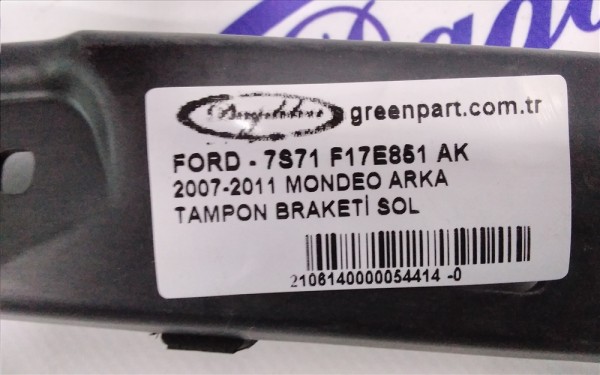 greenpart.com.tr
FORD - 7S71 F17E851 AK
2007-2011 MONDEO ARKA
TAMPON BRAKETİ SOL
2106140000054414 -0